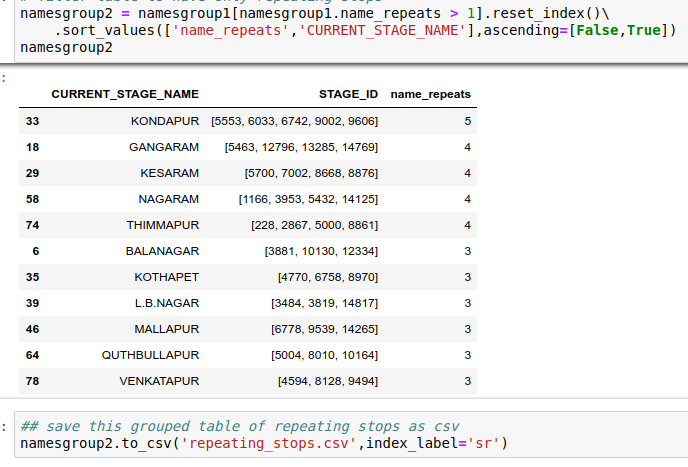 namesgroup2 = namesgroup1[namesgroup1.name_repeats > 1].reset_index()\
.sort_values(['name_repeats','CURRENT_STAGE_NAME'],ascending=[False,True])
namesgroup2
:
CURRENT_STAGE_NAME STAGE_ID name_repeats
33 KONDAPUR [5553, 6033, 6742, 9002, 9606] 5
18 GANGARAM [5463, 12796, 13285, 14769] 4
29 KESARAM [5700, 7002, 8668, 8876] 4
58 NAGARAM [1166, 3953, 5432, 14125] 4
74 THIMMAPUR [228, 2867, 5000, 8861] 4
6 BALANAGAR [3881, 10130, 12334] 3
35 KOTHAPET [4770, 6758, 8970] 3
39 L.B.NAGAR [3484, 3819, 14817] 3
46 MALLAPUR [6778, 9539, 14265] 3
64 QUTHBULLAPUR [5004, 8010, 10164] 3
78 VENKATAPUR [4594, 8128, 9494] 3
: ## save this grouped table of repeating stops as csv
namesgroup2.to_csv('repeating_stops.csv',index_label='sr')